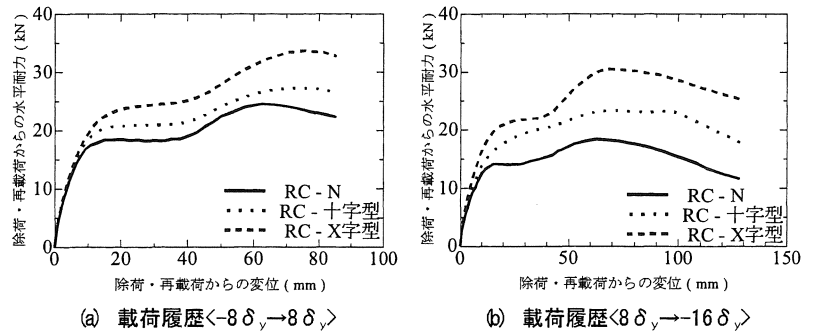 除荷・再載荷からの水平耐力(kN)
40
30
20
10
0
0 20 40 60 80 100
RC-N
RC-十字型
RC-X字型
除荷・再載荷からの変位(mm)
(a) 載荷履歴<-8δy→8δy>
除荷・再載荷からの水平耐力(kN)
40
30
20
10
0
0 50 100 150
RC-N
RC-十字型
RC-X字型
除荷・再載荷からの変位(mm)
(b) 載荷履歴<8δy→-16δy>